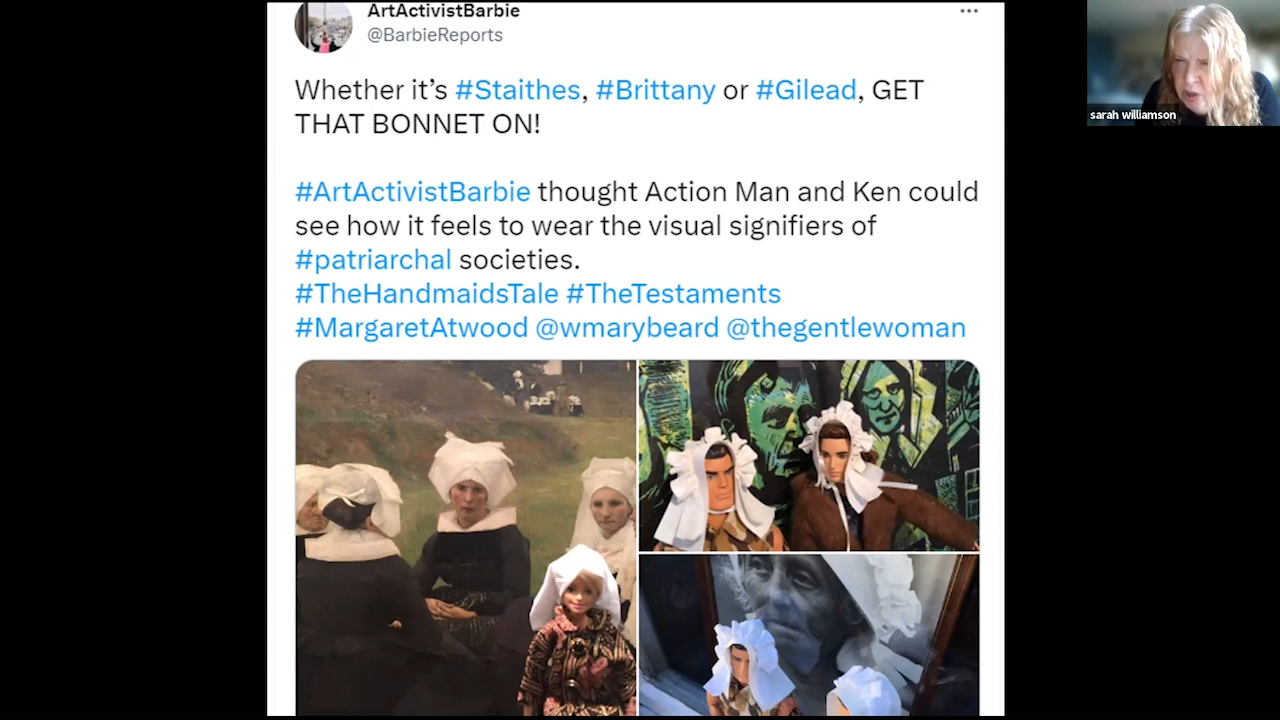 ArtActivistBarbie
@BarbieReports
Whether it’s #Staithes, #Brittany or #Gilead, GET
THAT BONNET ON!
#ArtActivistBarbie thought Action Man and Ken could
see how it feels to wear the visual signifiers of
#patriarchal societies.
#TheHandmaidsTale #TheTestaments
#MargaretAtwood @wmarybeard @thegentlewoman
sarah williamson